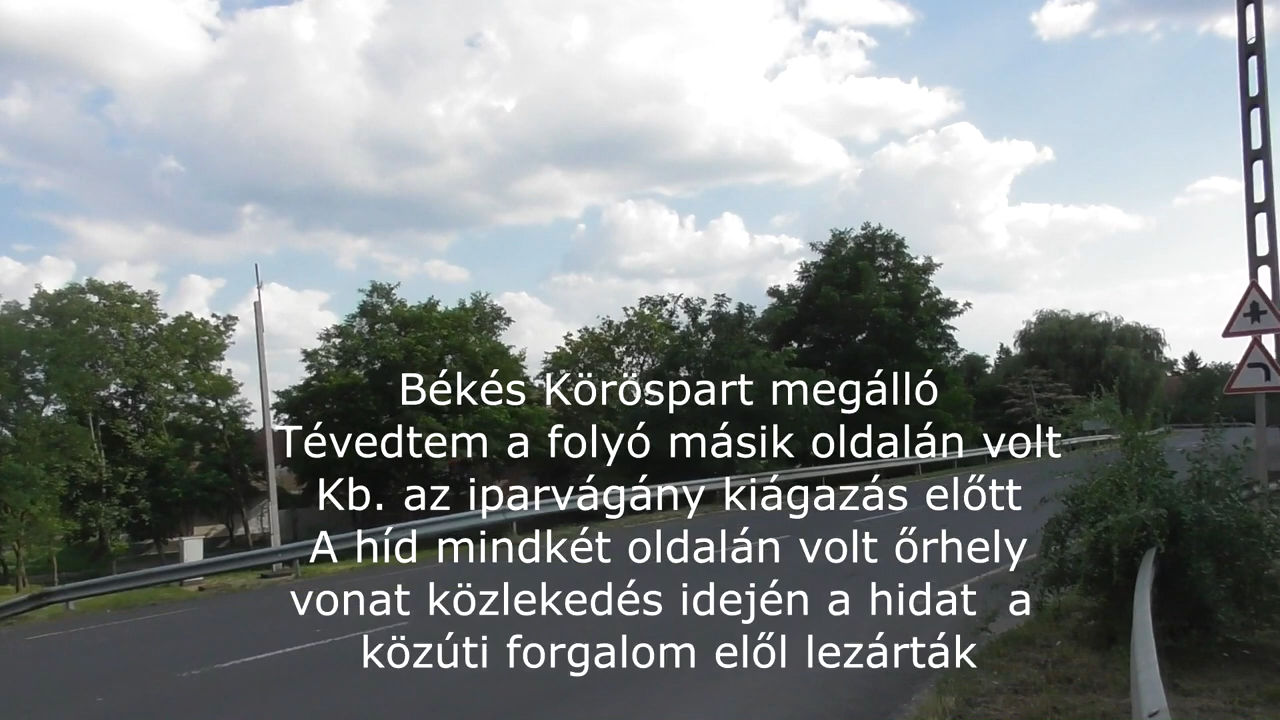 Békés Köröspart megálló
Tévedtem a folyó másik oldalán volt
Kb. az iparvágány kiágazás előtt
A híd mindkét oldalán volt őrhely
vonat közlekedés idején a hidat  a
közúti forgalom elől lezárták